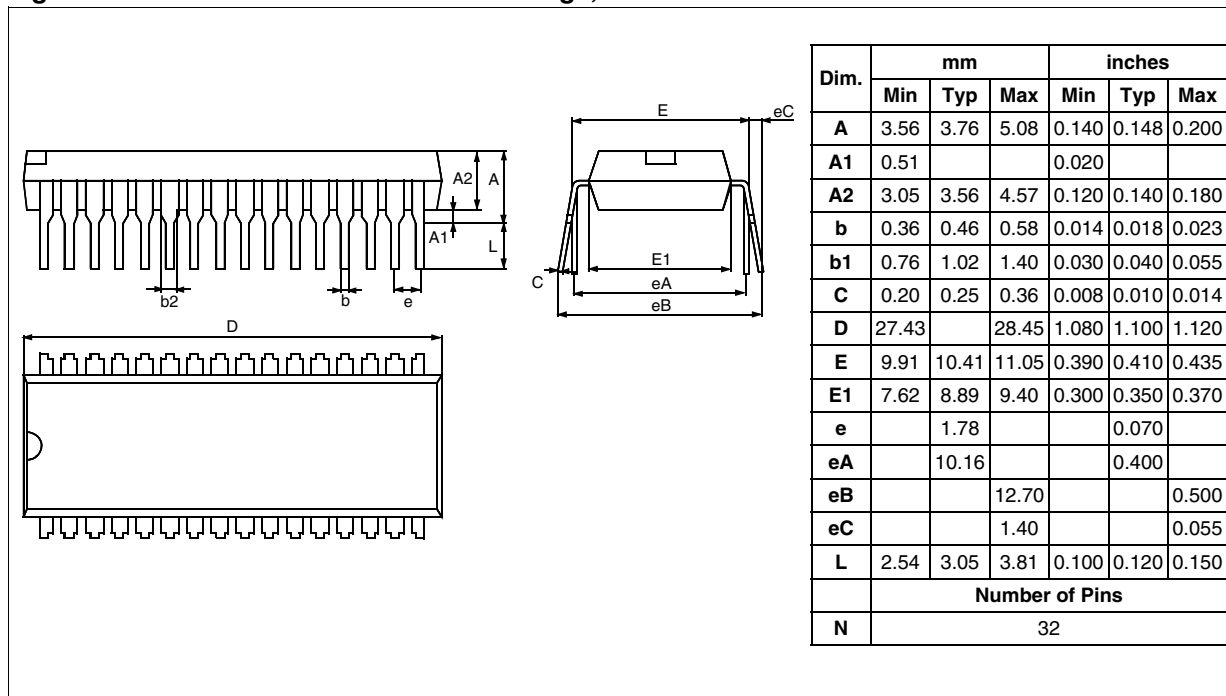 A2
A
A1
L
b2
b
e
D
E
eC
E1
eA
eB
C
Dim. mm inches
Min Typ Max Min Typ Max
A 3.56 3.76 5.08 0.140 0.148 0.200
A1 0.51 0.020
A2 3.05 3.56 4.57 0.120 0.140 0.180
b 0.36 0.46 0.58 0.014 0.018 0.023
b1 0.76 1.02 1.40 0.030 0.040 0.055
C 0.20 0.25 0.36 0.008 0.010 0.014
D 27.43 28.45 1.080 1.100 1.120
E 9.91 10.41 11.05 0.390 0.410 0.435
E1 7.62 8.89 9.40 0.300 0.350 0.370
e 1.78 0.070
eA 10.16 0.400
eB 12.70 0.500
eC 1.40 0.055
L 2.54 3.05 3.81 0.100 0.120 0.150
Number of Pins
N 32